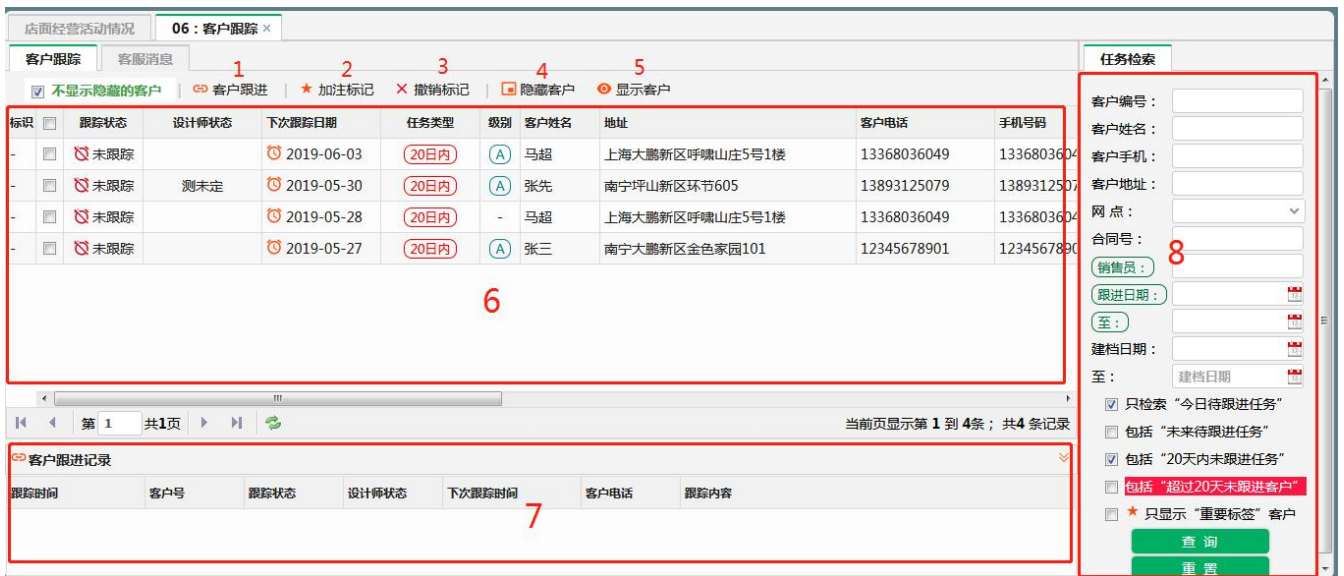 店面经营活动情况 06：客户跟踪 ×
客户跟踪 客服消息
1 2 3 4 5
不显示隐藏的客户 客户跟进 加注标记 撤销标记 隐藏客户 显示客户
标识 跟踪状态 设计师状态 下次跟踪日期 任务类型 级别 客户姓名 地址 客户电话 手机号码
- 未跟踪 2019-06-03 20日内 A 马超 上海大鹏新区呼啸山庄5号1楼 13368036049 1336803604
- 未跟踪 测未定 2019-05-30 20日内 A 张先 南宁坪山新区环节605 13893125079 1389312507
- 未跟踪 2019-05-28 20日内 - 马超 上海大鹏新区呼啸山庄5号1楼 13368036049 1336803604
- 未跟踪 2019-05-27 20日内 A 张三 南宁大鹏新区金色家园101 12345678901 1234567890
6
第 1 共1页 当前页显示第 1 到 4条； 共4 条记录
客户跟进记录
跟踪时间 客户号 跟踪状态 设计师状态 下次跟踪时间 客户电话 跟踪内容
7
任务检索
客户编号：
客户姓名：
客户手机：
客户地址：
网点：
合同号：
8
销售员：
跟进日期：
至：
建档日期：
至： 建档日期
只检索“今日待跟进任务”
包括“未来待跟进任务”
包括“20天内未跟进任务”
包括“超过20天未跟进客户”
只显示“重要标签”客户
查 询
重 置